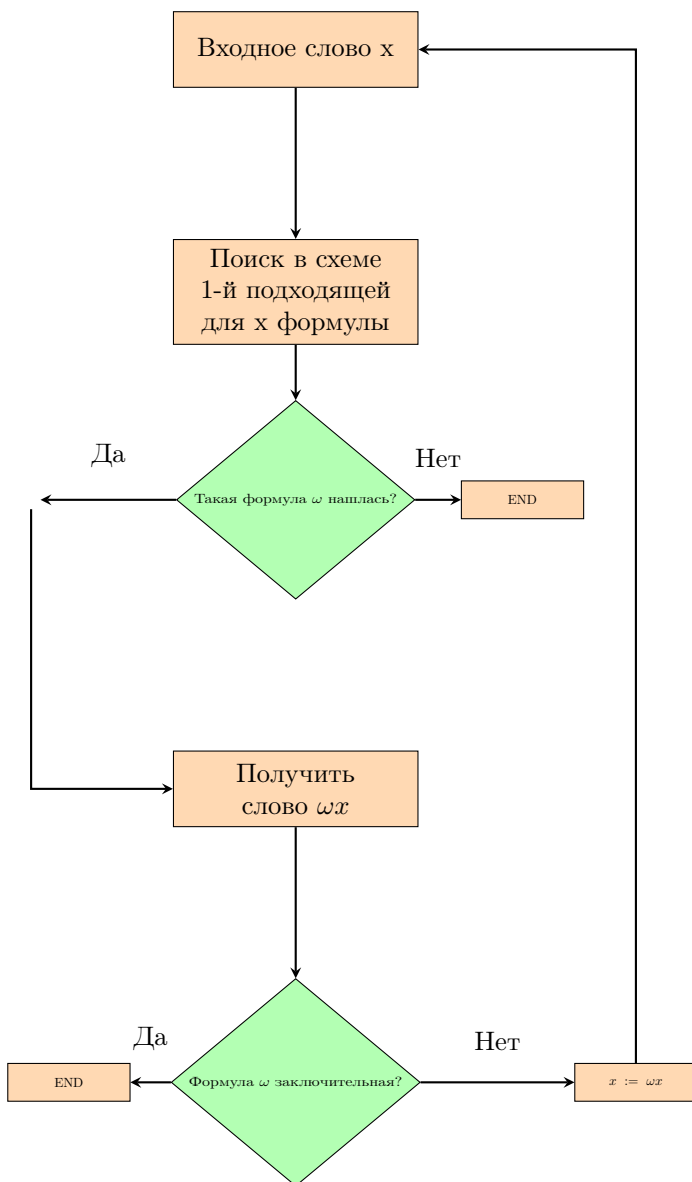 Входное слово x
Поиск в схеме
1-й подходящей
для x формулы
Да
Нет
Такая формула ω нашлась?
END
Получить
слово ωx
Да
Нет
END
Формула ω заключительная?
x := ωx